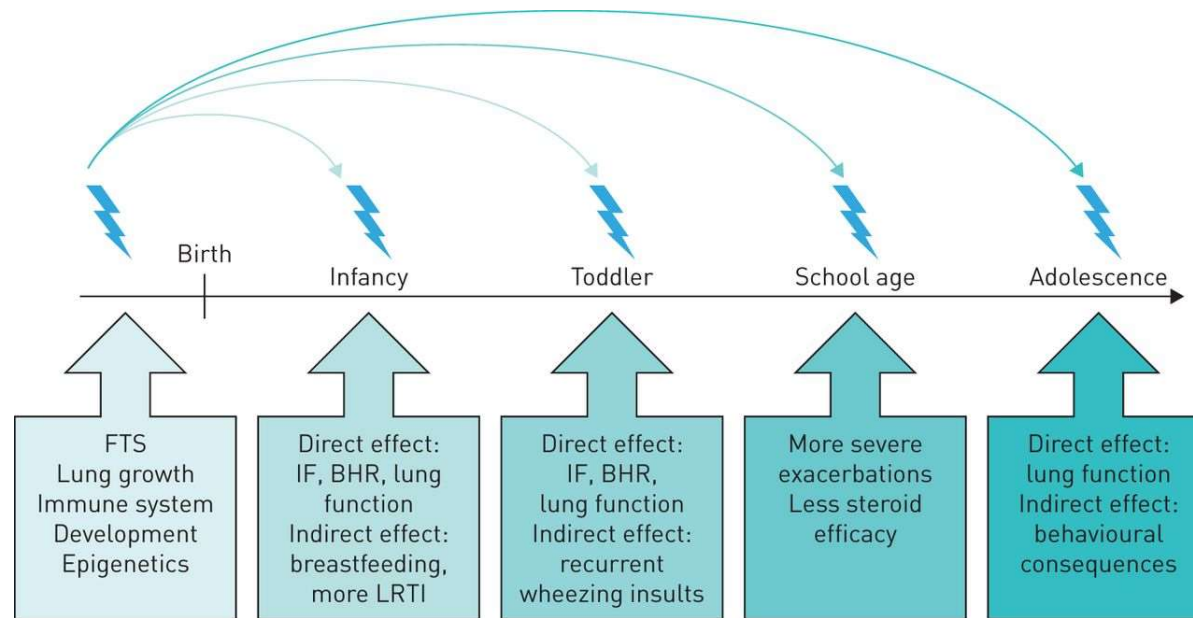 Birth
Infancy
Toddler
School age
Adolescence
FTS
Lung growth
Immune system
Development
Epigenetics
Direct effect:
IF, BHR, lung
function
Indirect effect:
breastfeeding,
more LRTI
Direct effect:
IF, BHR,
lung function
Indirect effect:
recurrent
wheezing insults
More severe
exacerbations
Less steroid
efficacy
Direct effect:
lung function
Indirect effect:
behavioural
consequences